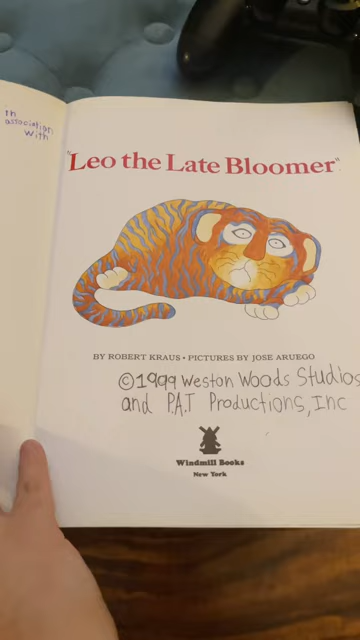 In
association
With
"Leo the Late Bloomer"
BY ROBERT KRAUS • PICTURES BY JOSE ARUEGO
©1999 Weston Woods Studios
and P.A.T Productions, Inc
Windmill Books
New York